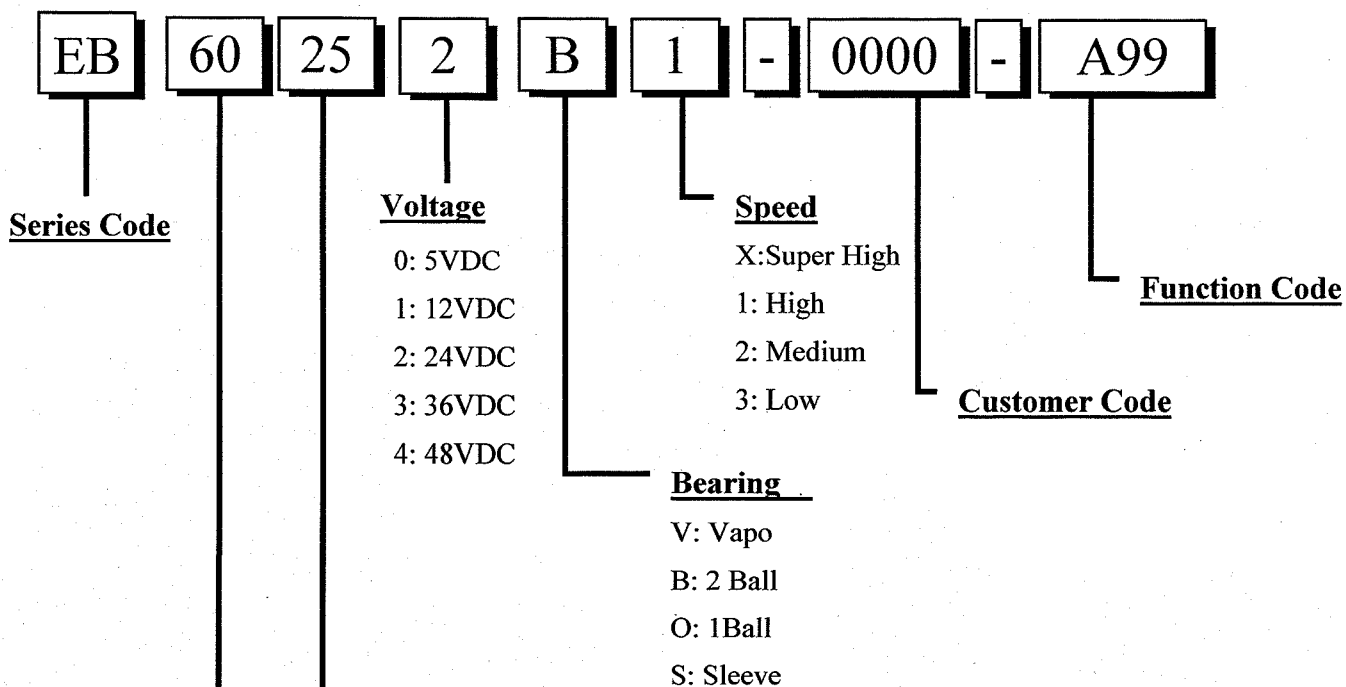 EB 60 25 2 B 1 - 0000 - A99
Series Code
Voltage
0: 5VDC
1: 12VDC
2: 24VDC
3: 36VDC
4: 48VDC
Speed
X:Super High
1: High
2: Medium
3: Low
Function Code
Customer Code
Bearing
V: Vapo
B: 2 Ball
O: 1Ball
S: Sleeve